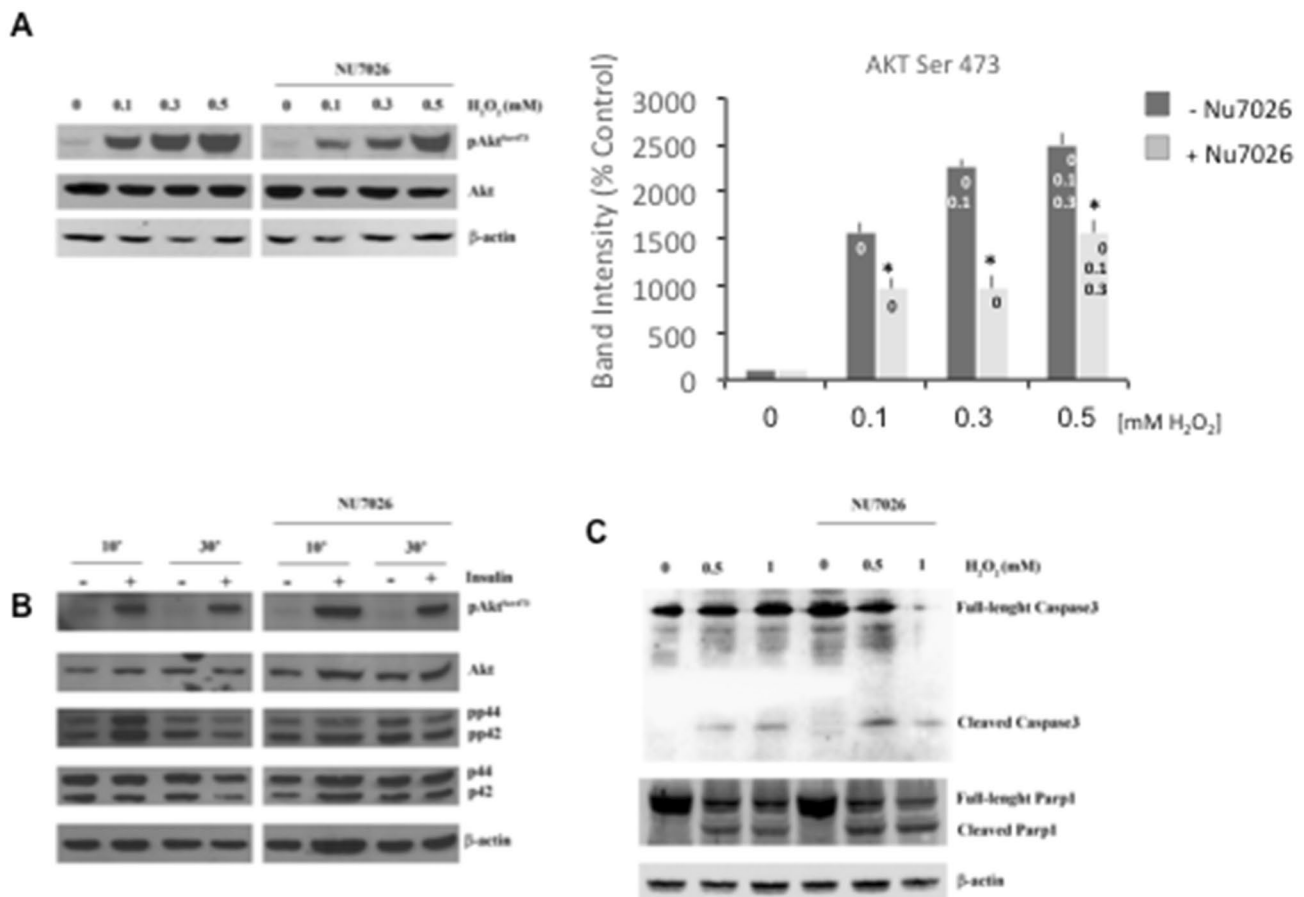 A
NU7026
0 0.1 0.3 0.5 0 0.1 0.3 0.5 H2O2 (mM)
pAkt
Akt
β-actin
AKT Ser 473
Band Intensity (% Control)
3000
2500
2000
1500
1000
500
0
0
0 0.1
0 0.1 0.3
* 0
* 0
* 0 0.1 0.3
0 0.1 0.3 0.5 [mM H2O2]
- Nu7026
+ Nu7026
B
NU7026
10' 30' 10' 30'
- + - + - + - + Insulin
pAkt
Akt
pp44
pp42
p44
p42
β-actin
C
NU7026
0 0.5 1 0 0.5 1 H2O2 (mM)
Full-lenght Caspase3
Cleaved Caspase3
Full-lenght Parp1
Cleaved Parp1
β-actin